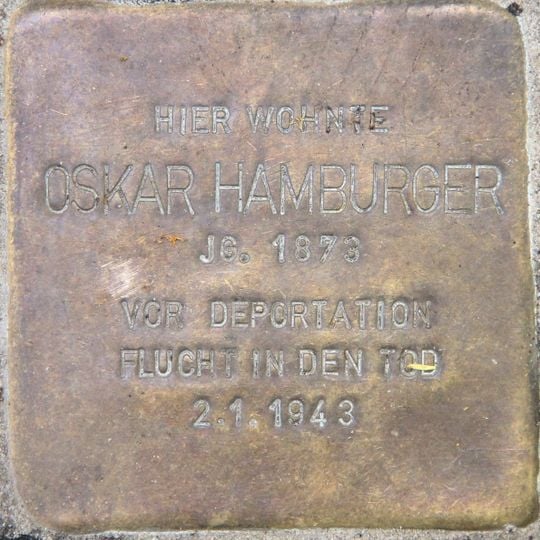 HIER WOHNTE
OSKAR HAMBURGER
JG. 1873
VOR DEPORTATION
FLUCHT IN DEN TOD
2.1.1943